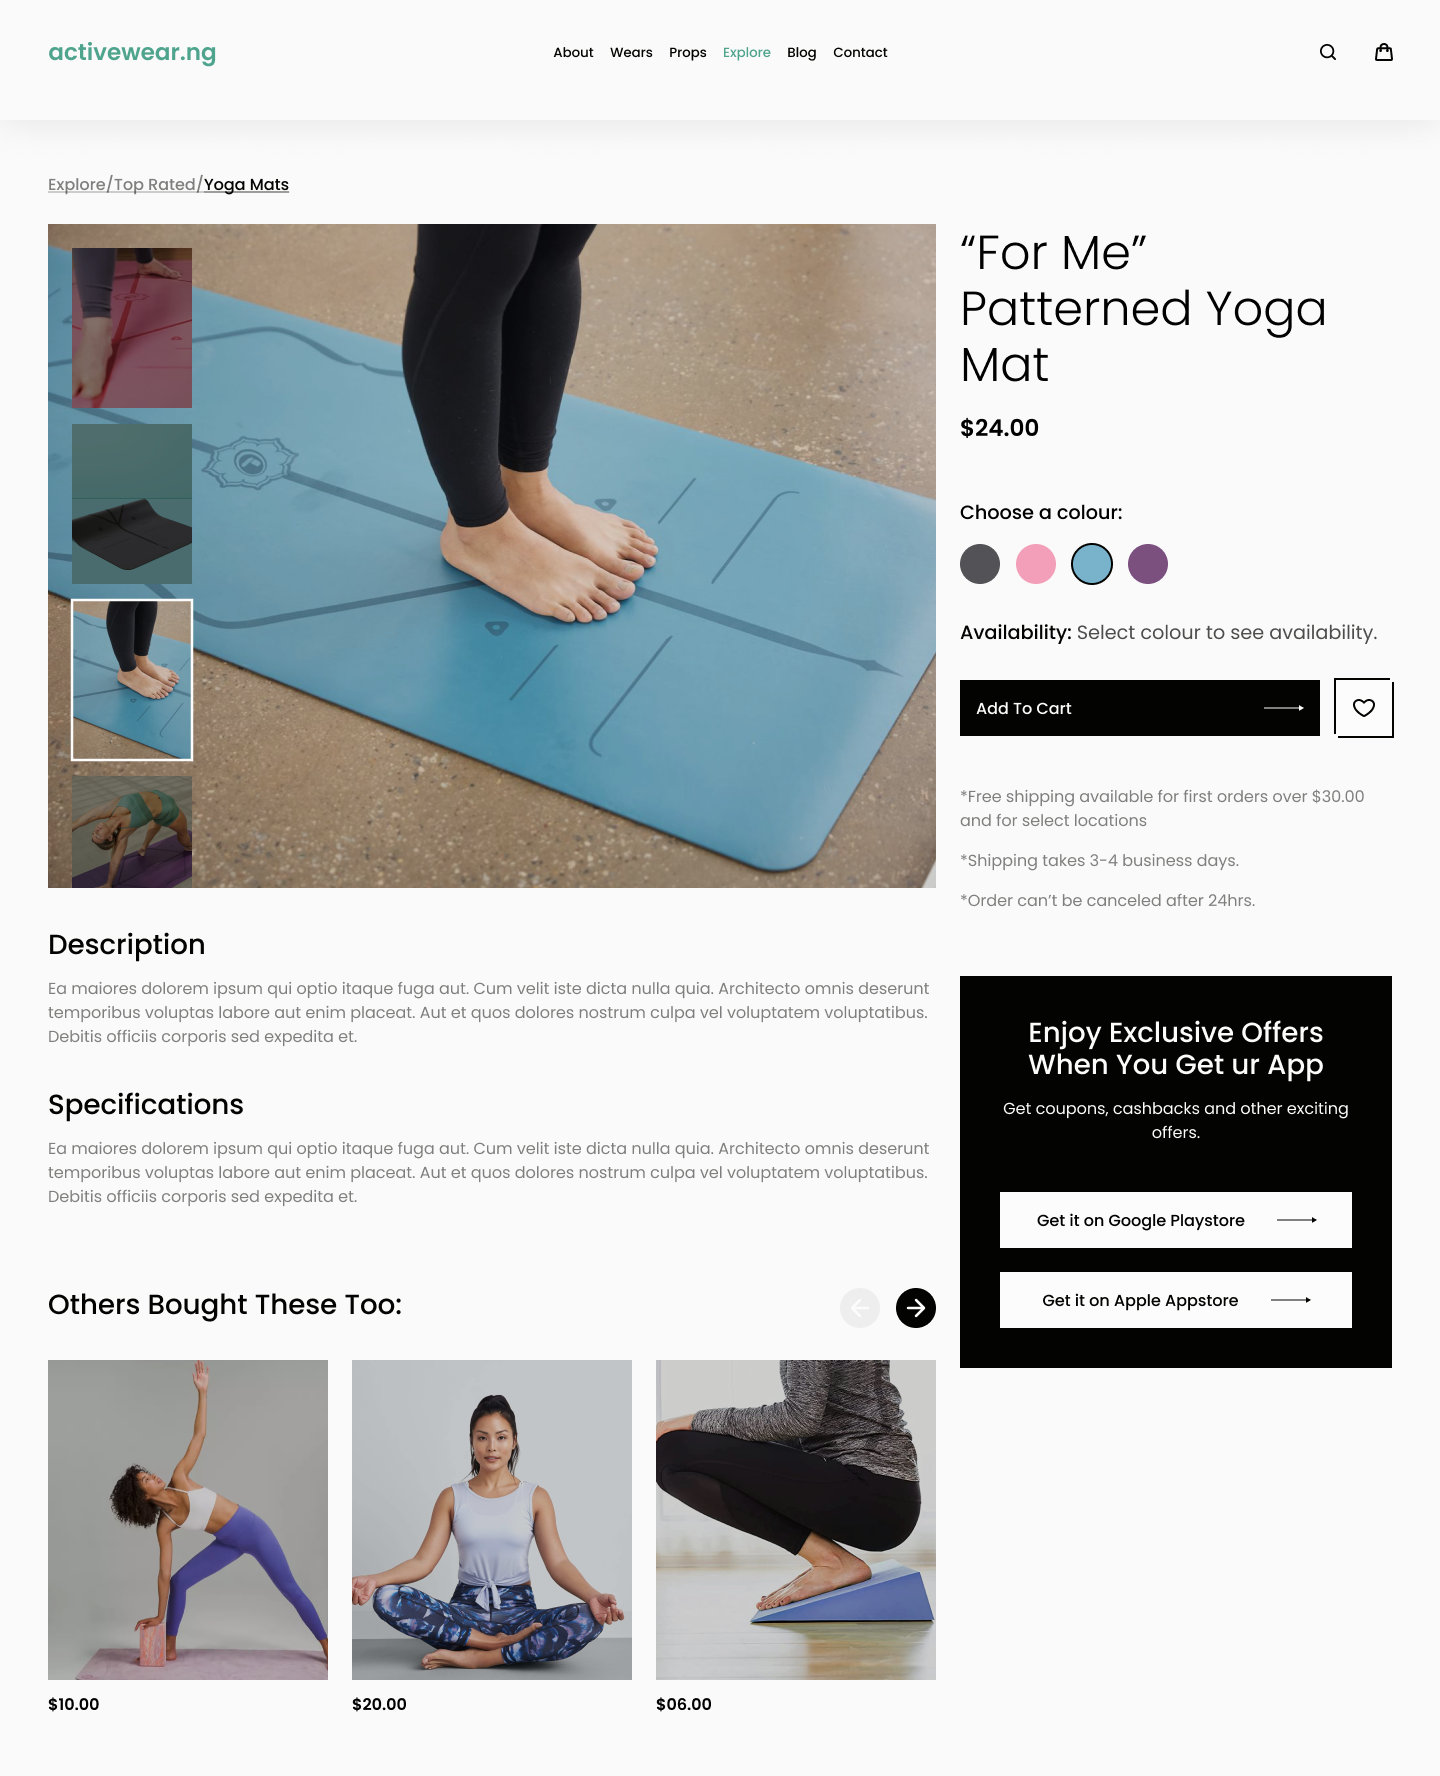 activewear.ng
About Wears Props Explore Blog Contact
Explore/Top Rated/Yoga Mats
“For Me”
Patterned Yoga
Mat
$24.00
Choose a colour:
Availability: Select colour to see availability.
Add To Cart
*Free shipping available for first orders over $30.00
and for select locations
*Shipping takes 3-4 business days.
*Order can’t be canceled after 24hrs.
Description
Ea maiores dolorem ipsum qui optio itaque fuga aut. Cum velit iste dicta nulla quia. Architecto omnis deserunt
temporibus voluptas labore aut enim placeat. Aut et quos dolores nostrum culpa vel voluptatem voluptatibus.
Debitis officiis corporis sed expedita et.
Specifications
Ea maiores dolorem ipsum qui optio itaque fuga aut. Cum velit iste dicta nulla quia. Architecto omnis deserunt
temporibus voluptas labore aut enim placeat. Aut et quos dolores nostrum culpa vel voluptatem voluptatibus.
Debitis officiis corporis sed expedita et.
Enjoy Exclusive Offers
When You Get ur App
Get coupons, cashbacks and other exciting
offers.
Get it on Google Playstore
Get it on Apple Appstore
Others Bought These Too:
$10.00
$20.00
$06.00